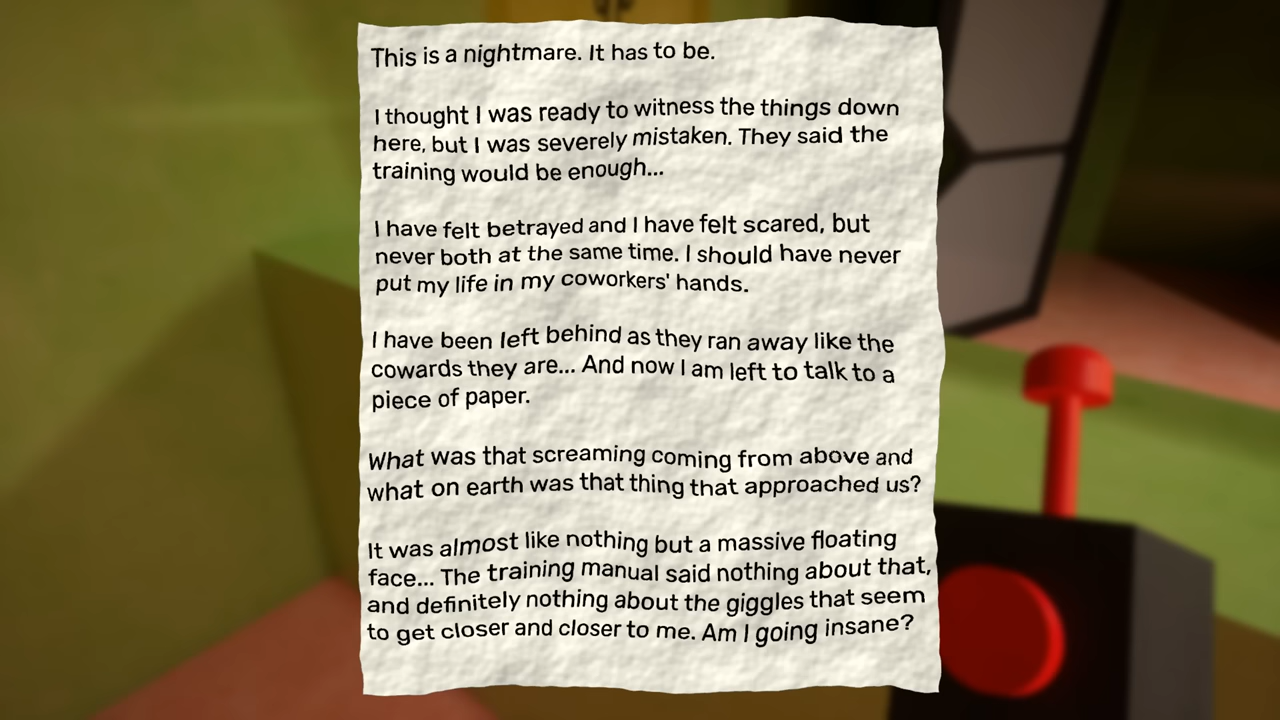 This is a nightmare. It has to be.
I thought I was ready to witness the things down
here, but I was severely mistaken. They said the
training would be enough...
I have felt betrayed and I have felt scared, but
never both at the same time. I should have never
put my life in my coworkers' hands.
I have been left behind as they ran away like the
cowards they are... And now I am left to talk to a
piece of paper.
What was that screaming coming from above and
what on earth was that thing that approached us?
It was almost like nothing but a massive floating
face... The training manual said nothing about that,
and definitely nothing about the giggles that seem
to get closer and closer to me. Am I going insane?